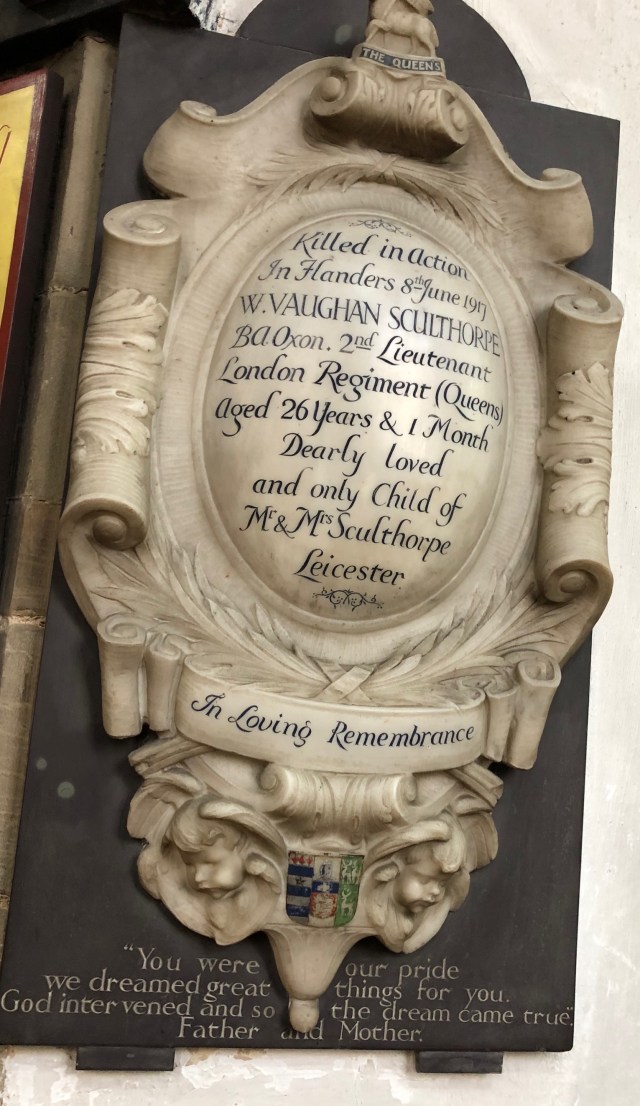 THE QUEENS
Killed in action
In Flanders 8th June 1917
W. VAUGHAN SCULTHORPE
BA Oxon. 2nd Lieutenant
London Regiment (Queens)
aged 26 Years & 1 Month
Dearly loved
and only Child of
Mr & Mrs Sculthorpe
Leicester
In Loving Remembrance
"You were our pride
we dreamed great things for you.
God intervened and so the dream came true".
Father and Mother.